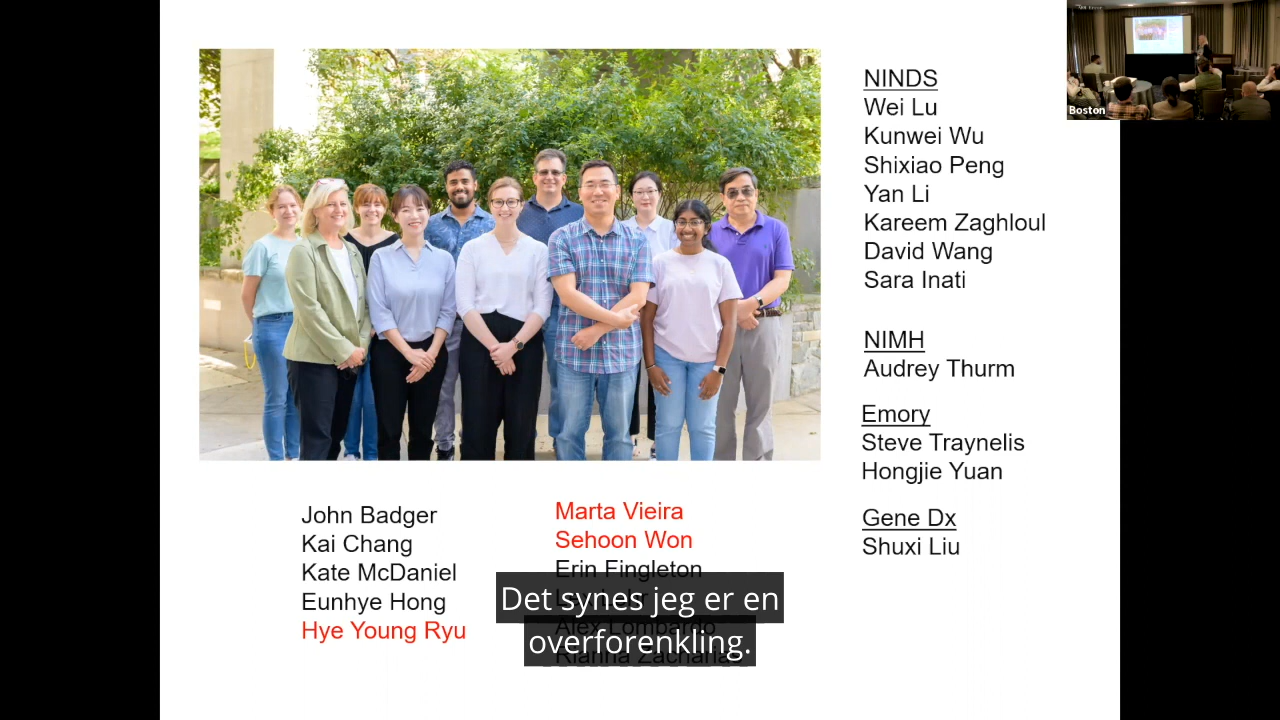 NINDS
Wei Lu
Kunwei Wu
Shixiao Peng
Yan Li
Kareem Zaghloul
David Wang
Sara Inati
NIMH
Audrey Thurm
Emory
Steve Traynelis
Hongjie Yuan
Gene Dx
Shuxi Liu
John Badger
Kai Chang
Kate McDaniel
Eunhye Hong
Hye Young Ryu
Marta Vieira
Sehoon Won
Erin Fingleton
Alex Lombardo
Det synes jeg er en
overforenkling.
Boston